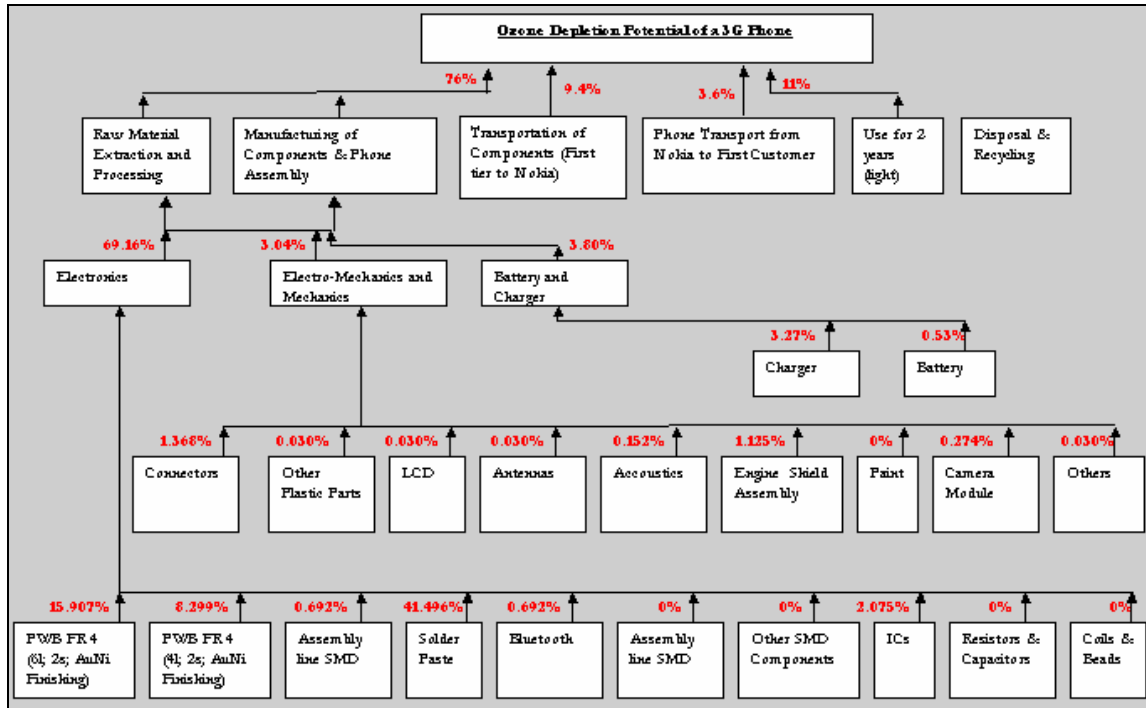 Ozone Depletion Potential of a 3G Phone
76%
9.4%
3.6%
11%
Raw Material
Extraction and
Processing
Manufacturing of
Components & Phone
Assembly
Transportation of
Components (First
tier to Nokia)
Phone Transport from
Nokia to First Customer
Use for 2
years
(light)
Disposal &
Recycling
69.16%
3.04%
3.80%
Electronics
Electro-Mechanics and
Mechanics
Battery and
Charger
3.27%
0.53%
Charger
Battery
1.368%
0.030%
0.030%
0.030%
0.152%
1.125%
0%
0.274%
0.030%
Connectors
Other
Plastic Parts
LCD
Antennas
Accoustics
Engine Shield
Assembly
Paint
Camera
Module
Others
15.907%
8.299%
0.692%
41.496%
0.692%
0%
0%
2.075%
0%
0%
PWB FR4
(6l; 2s; AuNi
Finishing)
PWB FR4
(4l; 2s; AuNi
Finishing)
Assembly
line SMD
Solder
Paste
Bluetooth
Assembly
line SMD
Other SMD
Components
ICs
Resistors &
Capacitors
Coils &
Beads